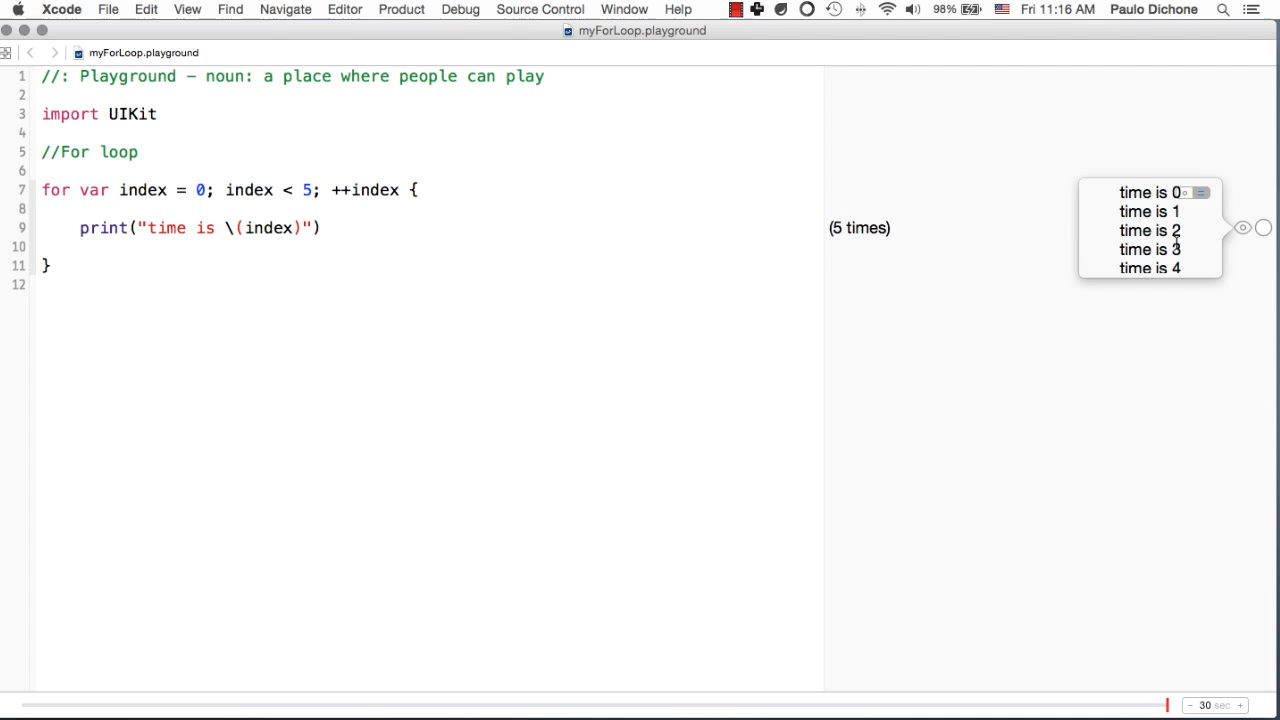 Xcode File Edit View Find Navigate Editor Product Debug Source Control Window Help 98% Fri 11:16 AM Paulo Dichone
myForLoop.playground
myForLoop.playground
1 //: Playground - noun: a place where people can play
2
3 import UIKit
4
5 //For loop
6
7 for var index = 0; index < 5; ++index {
8
9 print("time is \(index)")
10
11 }
12
(5 times)
time is 0
time is 1
time is 2
time is 3
time is 4
- 30 sec +